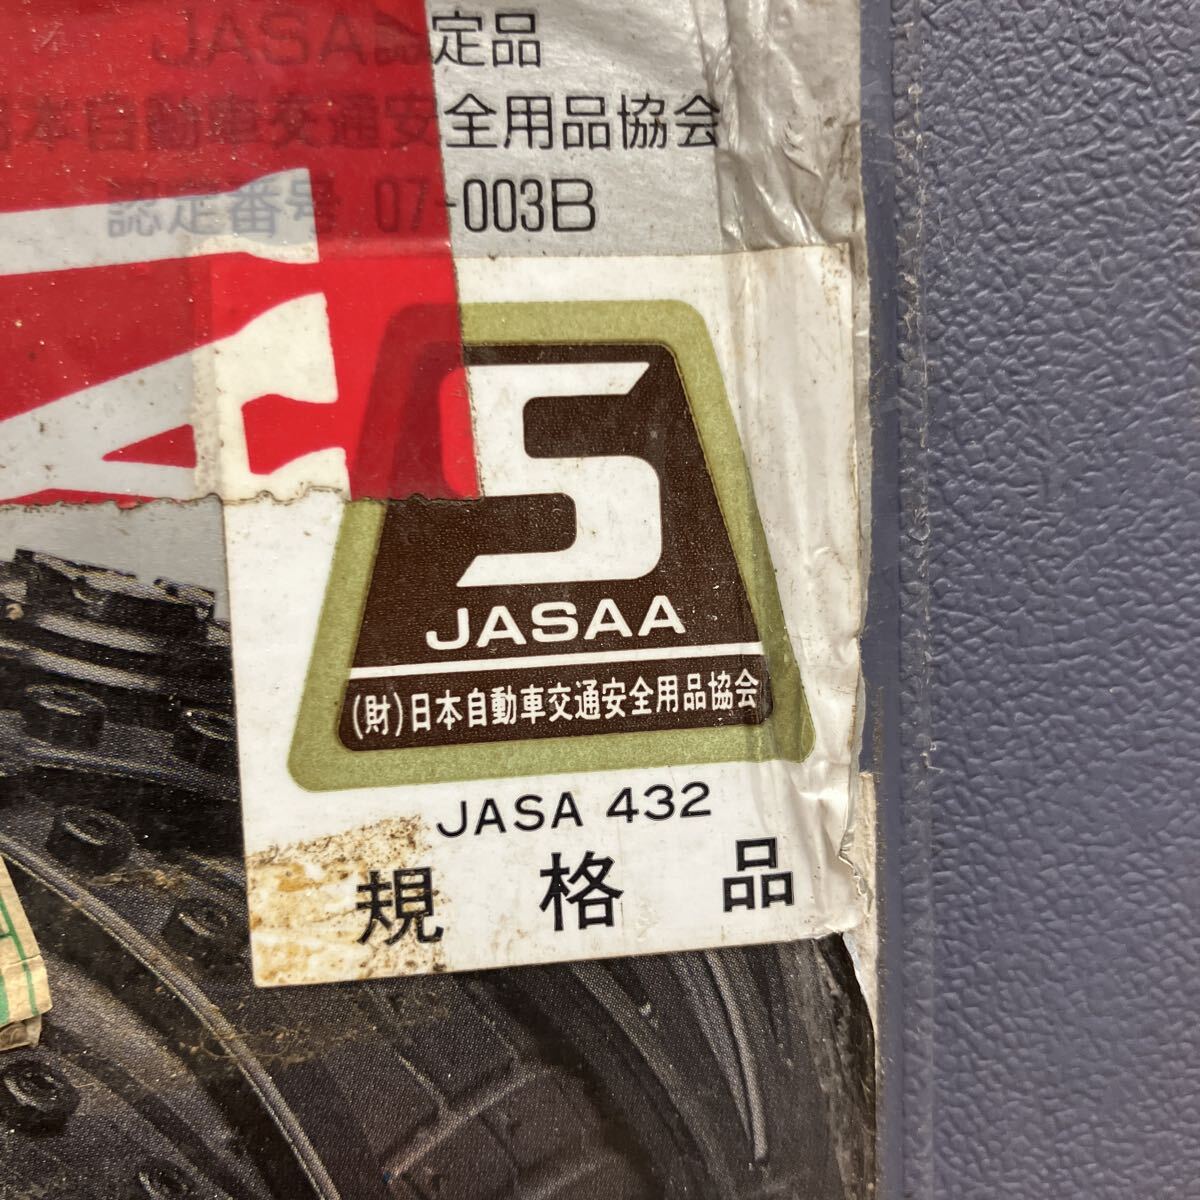 JASA認定品
日本自動車交通安全用品協会
認定番号 07-003B
S
JASAA
(財)日本自動車交通安全用品協会
JASA 432
規格品